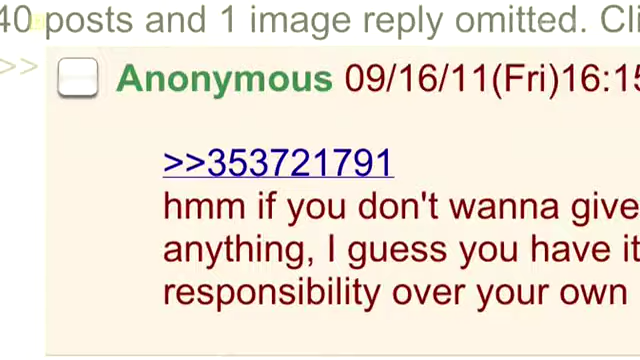 40 posts and 1 image reply omitted. Cli
>>
Anonymous 09/16/11(Fri)16:15
>>353721791
hmm if you don't wanna give
anything, I guess you have it
responsibility over your own